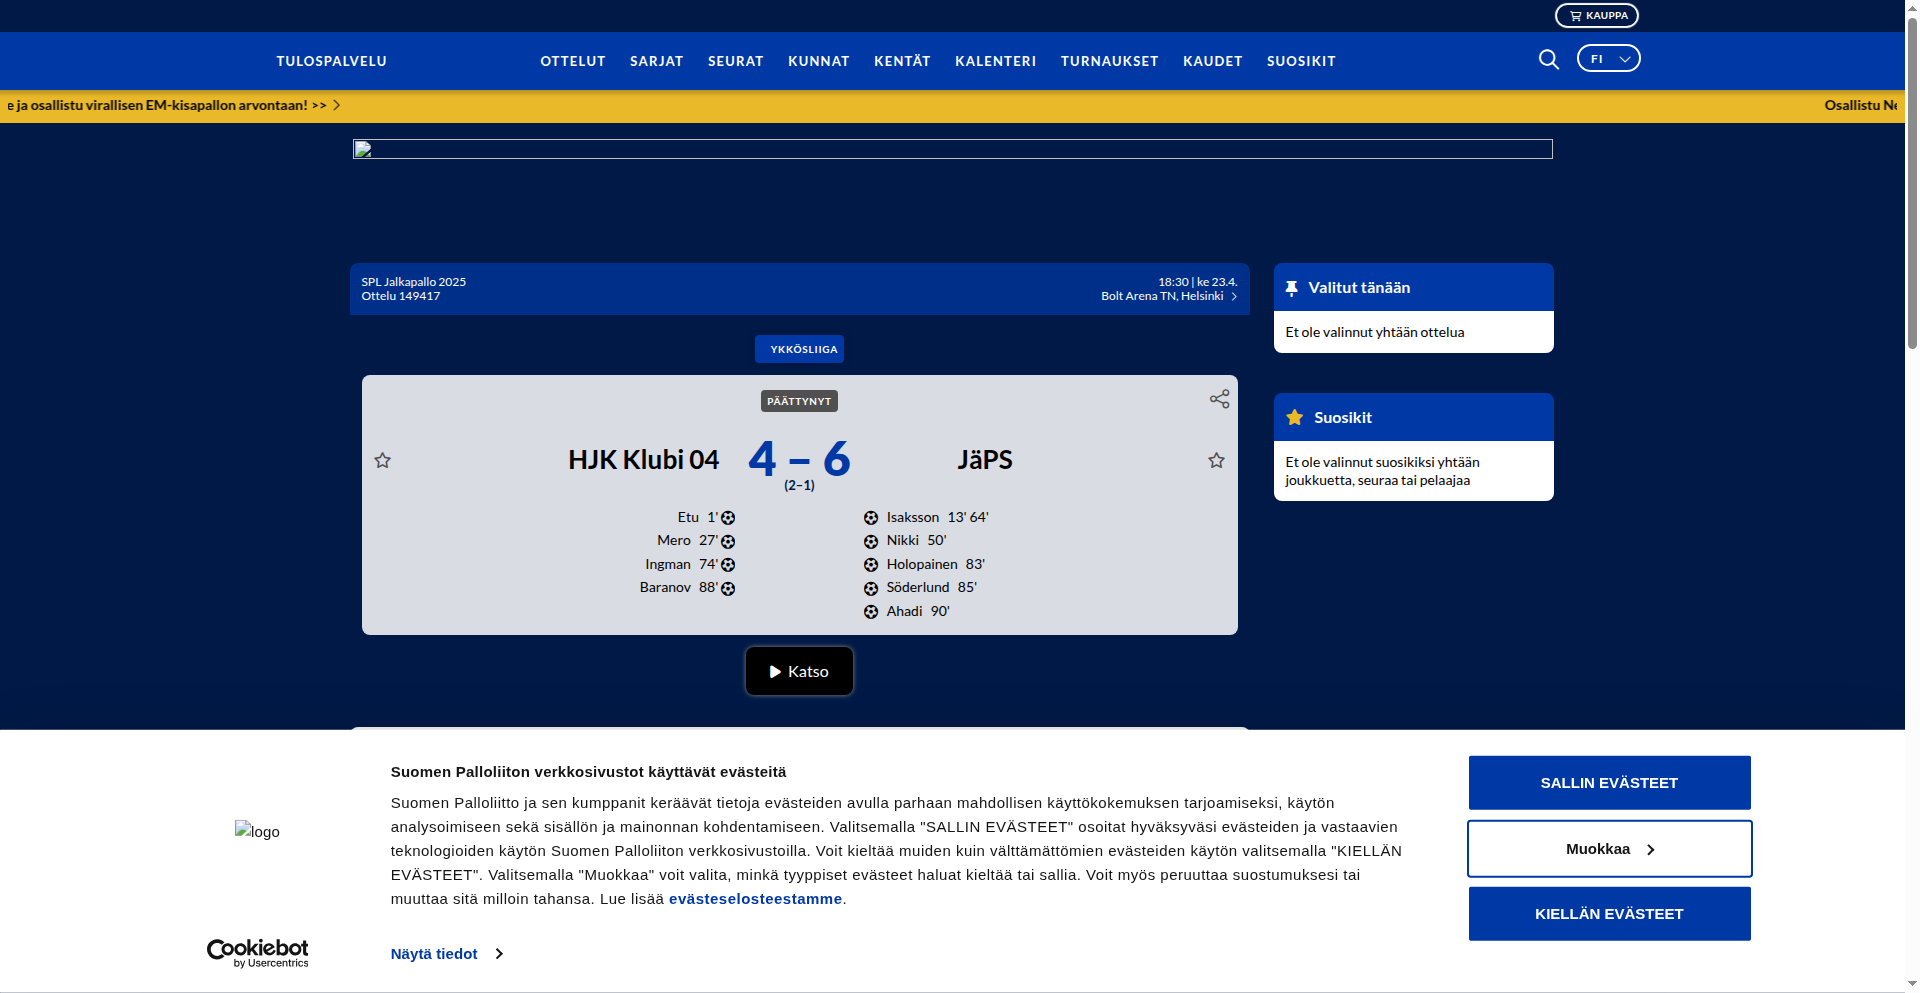 KAUPPA
TULOSPALVELU
OTTELUT SARJAT SEURAT KUNNAT KENTÄT KALENTERI TURNAUKSET KAUDET SUOSIKIT
FI
e ja osallistu virallisen EM-kisapallon arvontaan! >>
Osallistu Ne
SPL Jalkapallo 2025
Ottelu 149417
18:30 | ke 23.4.
Bolt Arena TN, Helsinki
YKKÖSLIIGA
PÄÄTTYNYT
HJK Klubi 04 4 – 6 JäPS
(2–1)
Etu 1'
Mero 27'
Ingman 74'
Baranov 88'
Isaksson 13' 64'
Nikki 50'
Holopainen 83'
Söderlund 85'
Ahadi 90'
Katso
Valitut tänään
Et ole valinnut yhtään ottelua
Suosikit
Et ole valinnut suosikiksi yhtään
joukkuetta, seuraa tai pelaajaa
logo
Cookiebot
by Usercentrics
Suomen Palloliiton verkkosivustot käyttävät evästeitä
Suomen Palloliitto ja sen kumppanit keräävät tietoja evästeiden avulla parhaan mahdollisen käyttökokemuksen tarjoamiseksi, käytön
analysoimiseen sekä sisällön ja mainonnan kohdentamiseen. Valitsemalla "SALLIN EVÄSTEET" osoitat hyväksyväsi evästeiden ja vastaavien
teknologioiden käytön Suomen Palloliiton verkkosivustoilla. Voit kieltää muiden kuin välttämättömien evästeiden käytön valitsemalla "KIELLÄN
EVÄSTEET". Valitsemalla "Muokkaa" voit valita, minkä tyyppiset evästeet haluat kieltää tai sallia. Voit myös peruuttaa suostumuksesi tai
muuttaa sitä milloin tahansa. Lue lisää evästeselosteestamme.
Näytä tiedot
SALLIN EVÄSTEET
Muokkaa
KIELLÄN EVÄSTEET